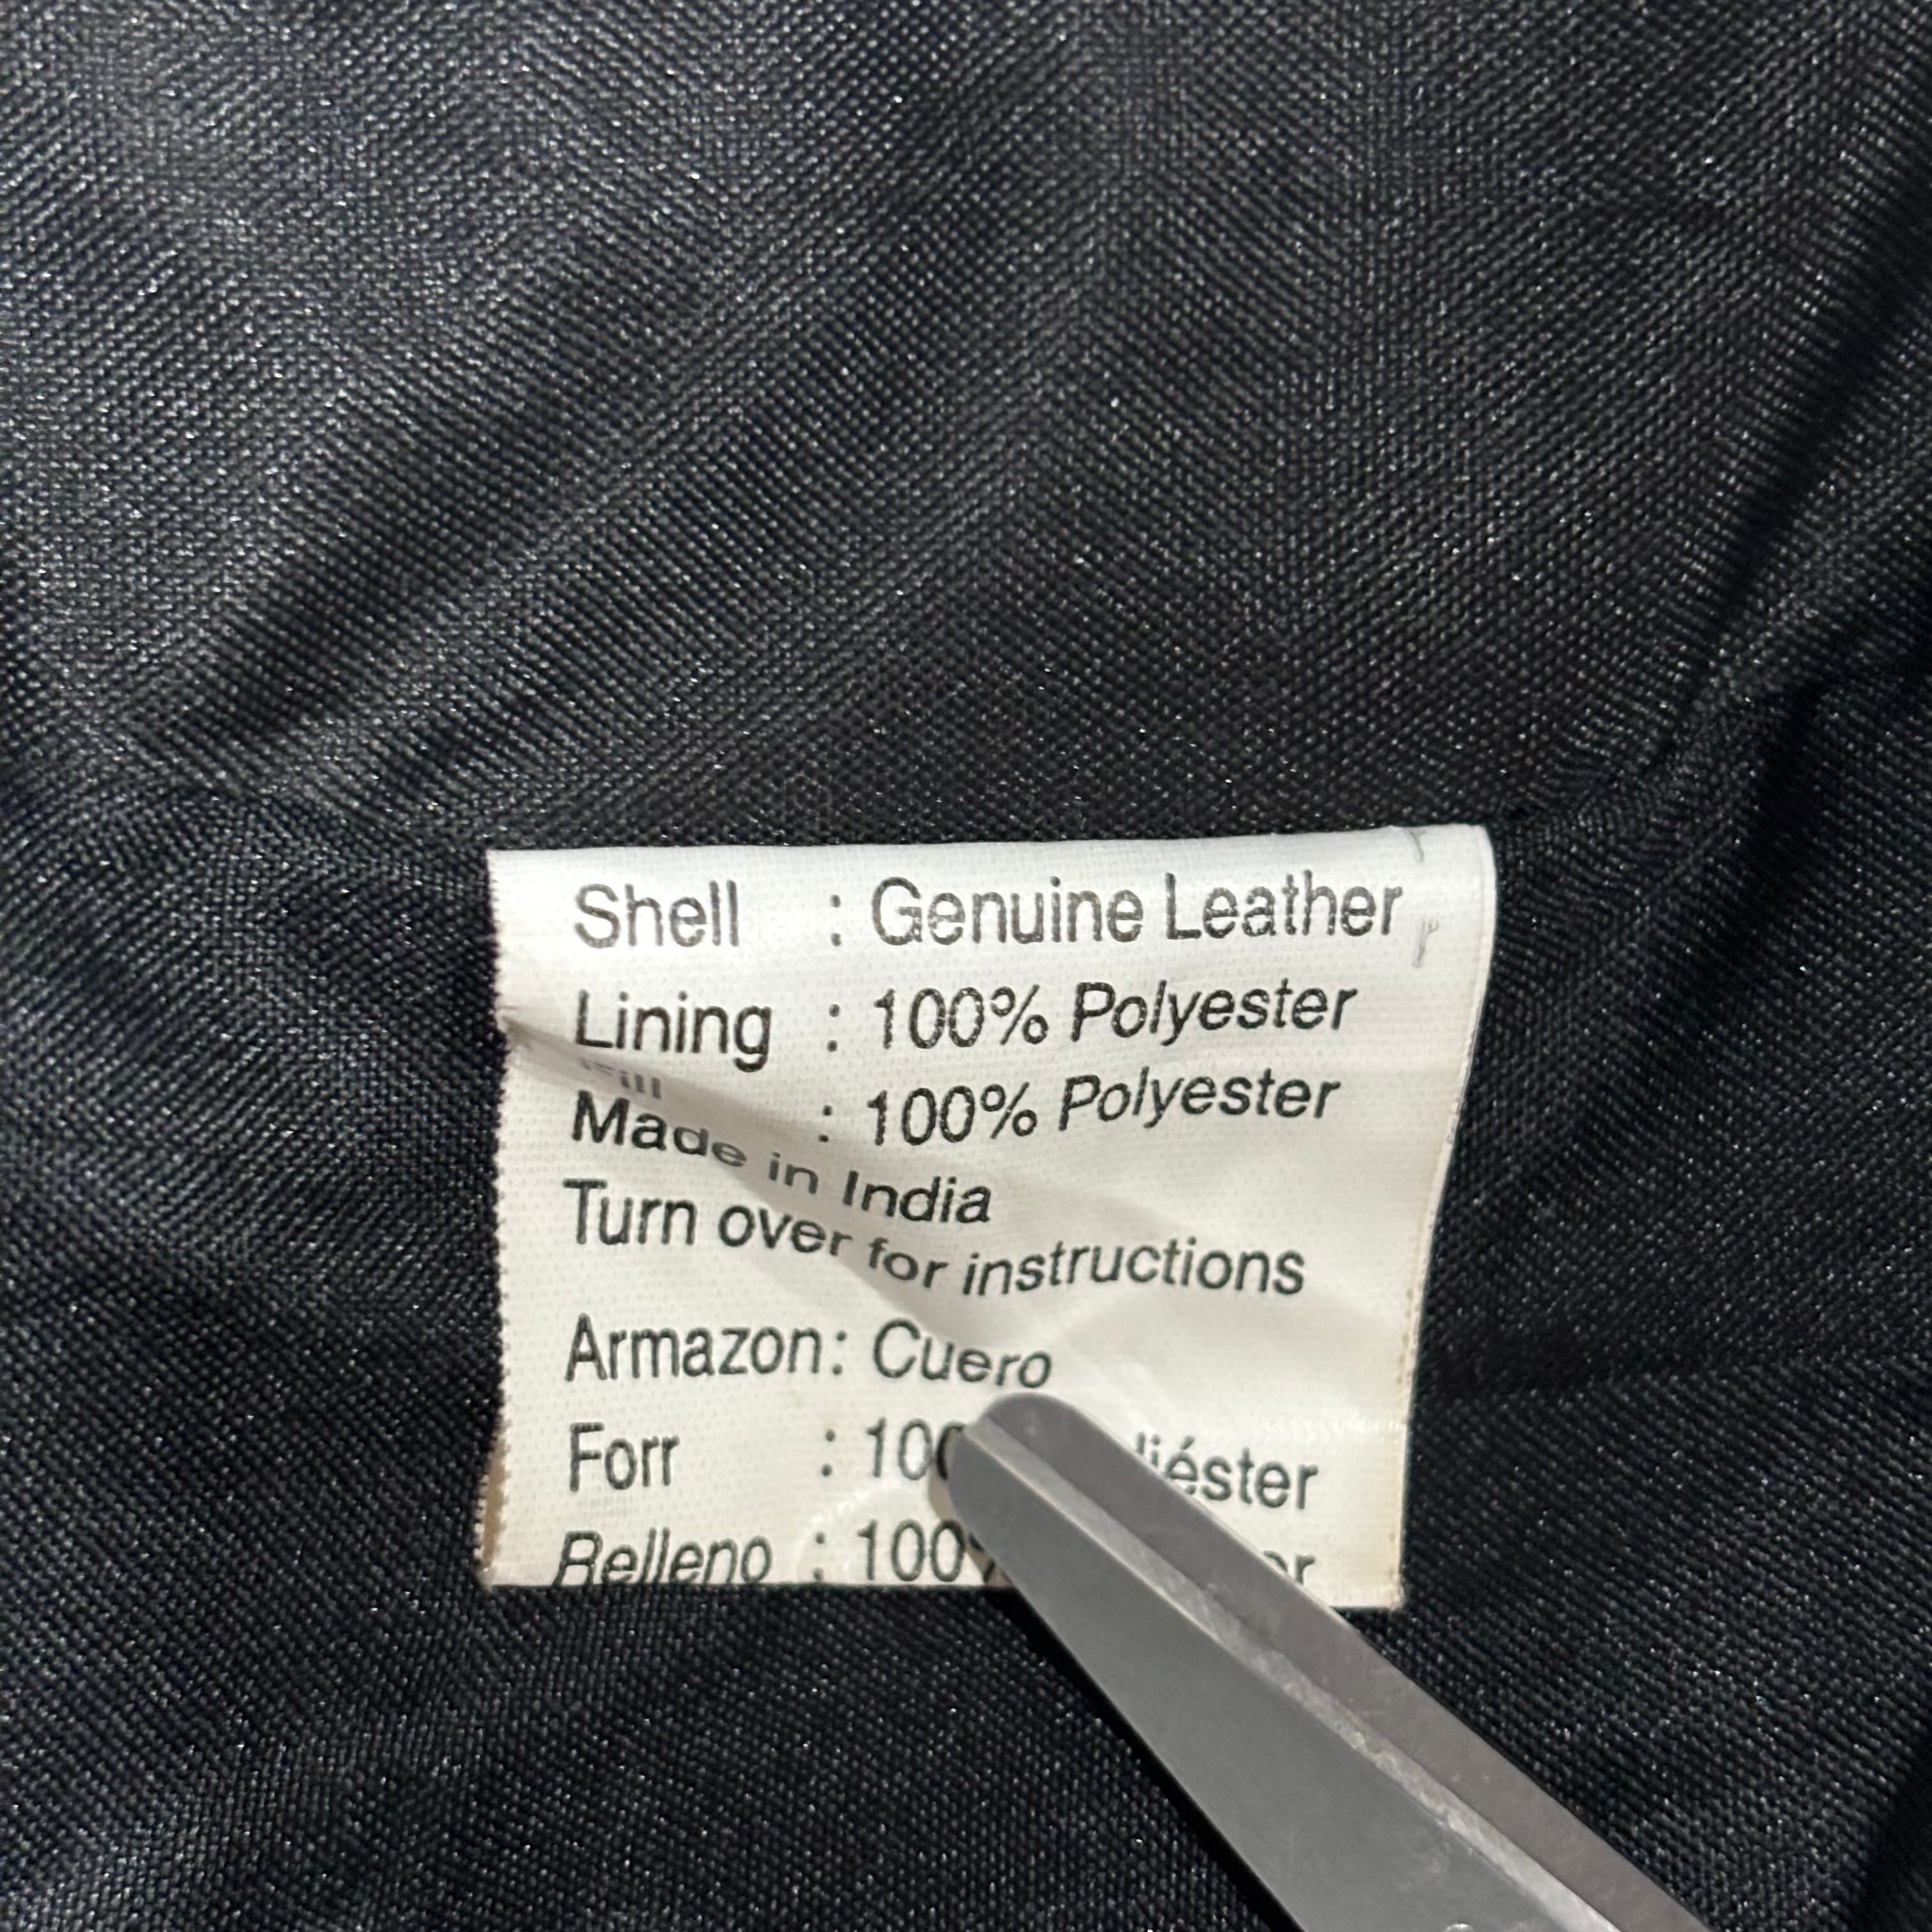 Shell : Genuine Leather
Lining : 100% Polyester
Fill : 100% Polyester
Made in India
Turn over for instructions
Armazon: Cuero
Forr :
Relleno :